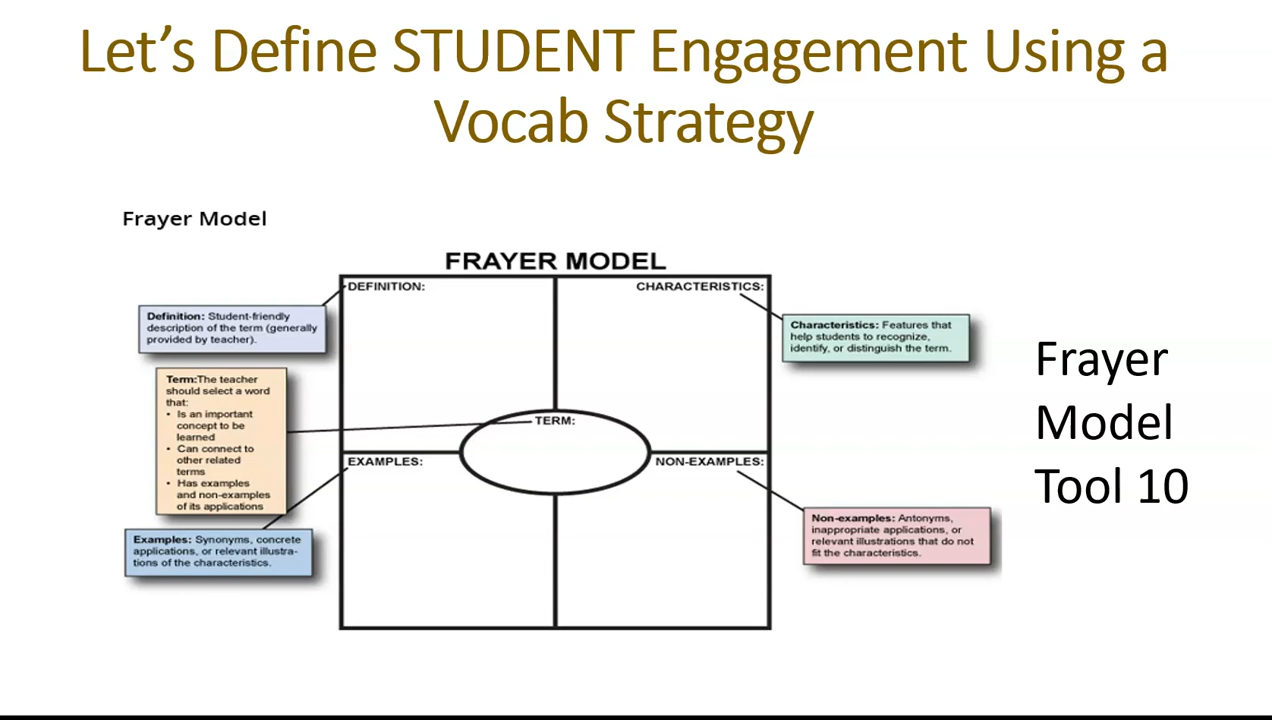 Let's Define STUDENT Engagement Using a
Vocab Strategy
Frayer Model
FRAYER MODEL
DEFINITION:
CHARACTERISTICS:
Definition: Student-friendly
description of the term (generally
provided by teacher).
Characteristics: Features that
help students to recognize,
identify, or distinguish the term.
Term:The teacher
should select a word
that:
• Is an important
concept to be
learned
• Can connect to
other related
terms
• Has examples
and non-examples
of its applications
TERM:
EXAMPLES:
NON-EXAMPLES:
Examples: Synonyms, concrete
applications, or relevant illustra-
tions of the characteristics.
Non-examples: Antonyms,
inappropriate applications, or
relevant illustrations that do not
fit the characteristics.
Frayer
Model
Tool 10